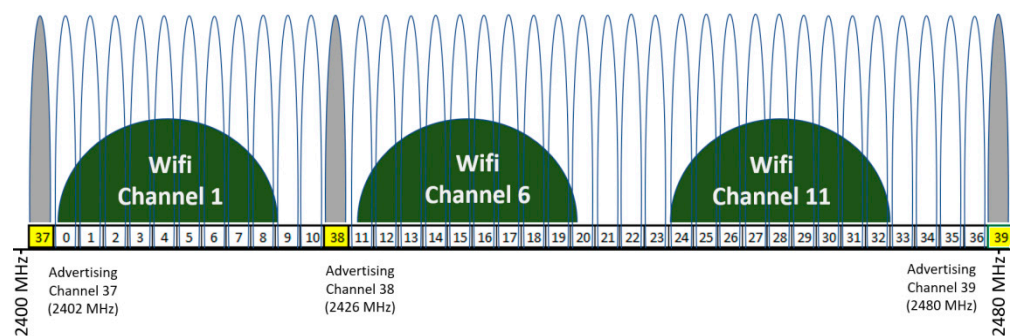 Wifi
Channel 1
Wifi
Channel 6
Wifi
Channel 11
37 0 1 2 3 4 5 6 7 8 9 10 38 11 12 13 14 15 16 17 18 19 20 21 22 23 24 25 26 27 28 29 30 31 32 33 34 35 36 39
2400 MHz
Advertising
Channel 37
(2402 MHz)
Advertising
Channel 38
(2426 MHz)
Advertising
Channel 39
(2480 MHz)
2480 MHz